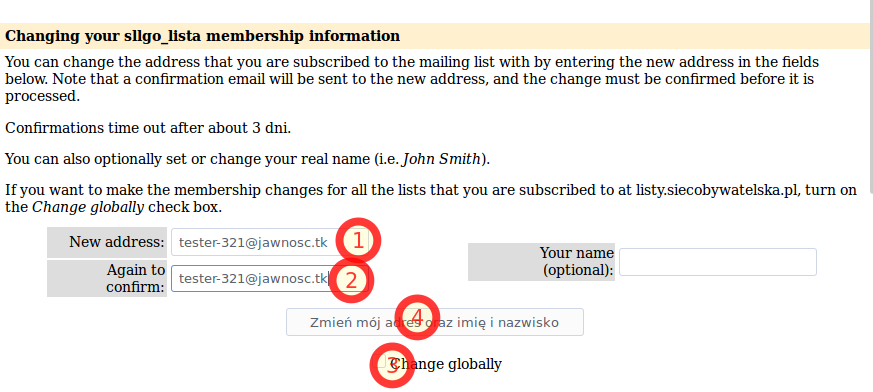 Changing your sllgo_lista membership information
You can change the address that you are subscribed to the mailing list with by entering the new address in the fields
below. Note that a confirmation email will be sent to the new address, and the change must be confirmed before it is
processed.
Confirmations time out after about 3 dni.
You can also optionally set or change your real name (i.e. John Smith).
If you want to make the membership changes for all the lists that you are subscribed to at listy.siecobywatelska.pl, turn on
the Change globally check box.
New address: tester-321@jawnosc.tk 1
Again to
confirm: tester-321@jawnosc.tk 2
Your name
(optional):
Zmień mój adres oraz imię i nazwisko
4
3
Change globally